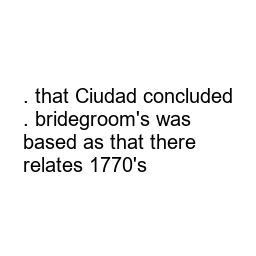 . that Ciudad concluded
. bridegroom's was
based as that there
relates 1770's